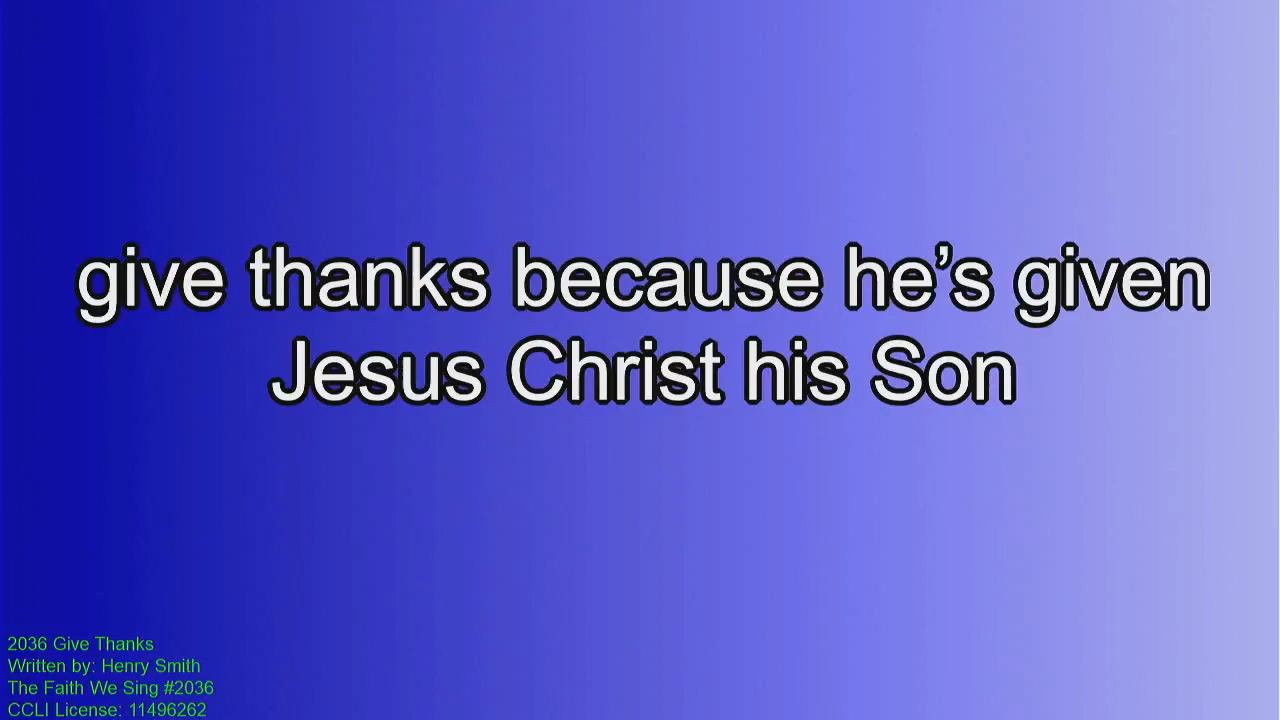 give thanks because he’s given
Jesus Christ his Son
2036 Give Thanks
Written by: Henry Smith
The Faith We Sing #2036
CCLI License: 11496262